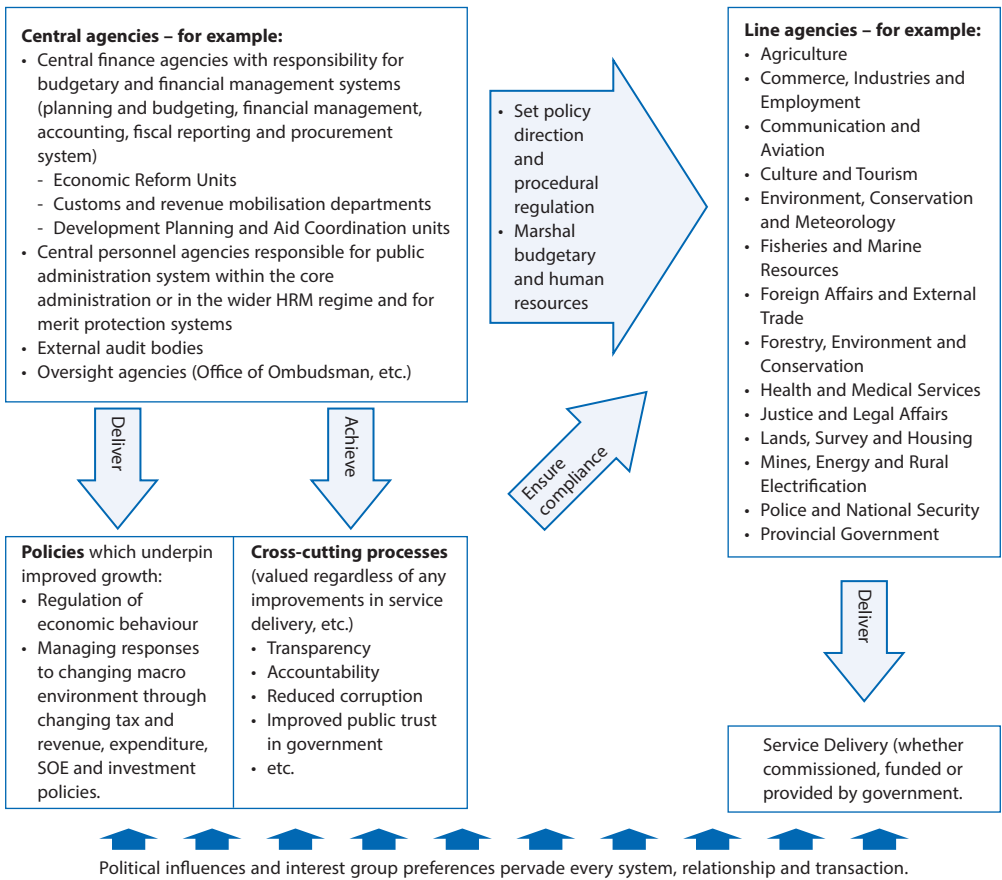 Central agencies – for example:
• Central finance agencies with responsibility for
budgetary and financial management systems
(planning and budgeting, financial management,
accounting, fiscal reporting and procurement
system)
- Economic Reform Units
- Customs and revenue mobilisation departments
- Development Planning and Aid Coordination units
• Central personnel agencies responsible for public
administration system within the core
administration or in the wider HRM regime and for
merit protection systems
• External audit bodies
• Oversight agencies (Office of Ombudsman, etc.)
• Set policy
direction
and
procedural
regulation
• Marshal
budgetary
and human
resources
Line agencies – for example:
• Agriculture
• Commerce, Industries and
Employment
• Communication and
Aviation
• Culture and Tourism
• Environment, Conservation
and Meteorology
• Fisheries and Marine
Resources
• Foreign Affairs and External
Trade
• Forestry, Environment and
Conservation
• Health and Medical Services
• Justice and Legal Affairs
• Lands, Survey and Housing
• Mines, Energy and Rural
Electrification
• Police and National Security
• Provincial Government
Deliver
Achieve
Ensure
compliance
Deliver
Policies which underpin
improved growth:
• Regulation of
economic behaviour
• Managing responses
to changing macro
environment through
changing tax and
revenue, expenditure,
SOE and investment
policies.
Cross-cutting processes
(valued regardless of any
improvements in service
delivery, etc.)
• Transparency
• Accountability
• Reduced corruption
• Improved public trust
in government
• etc.
Service Delivery (whether
commissioned, funded or
provided by government.
Political influences and interest group preferences pervade every system, relationship and transaction.